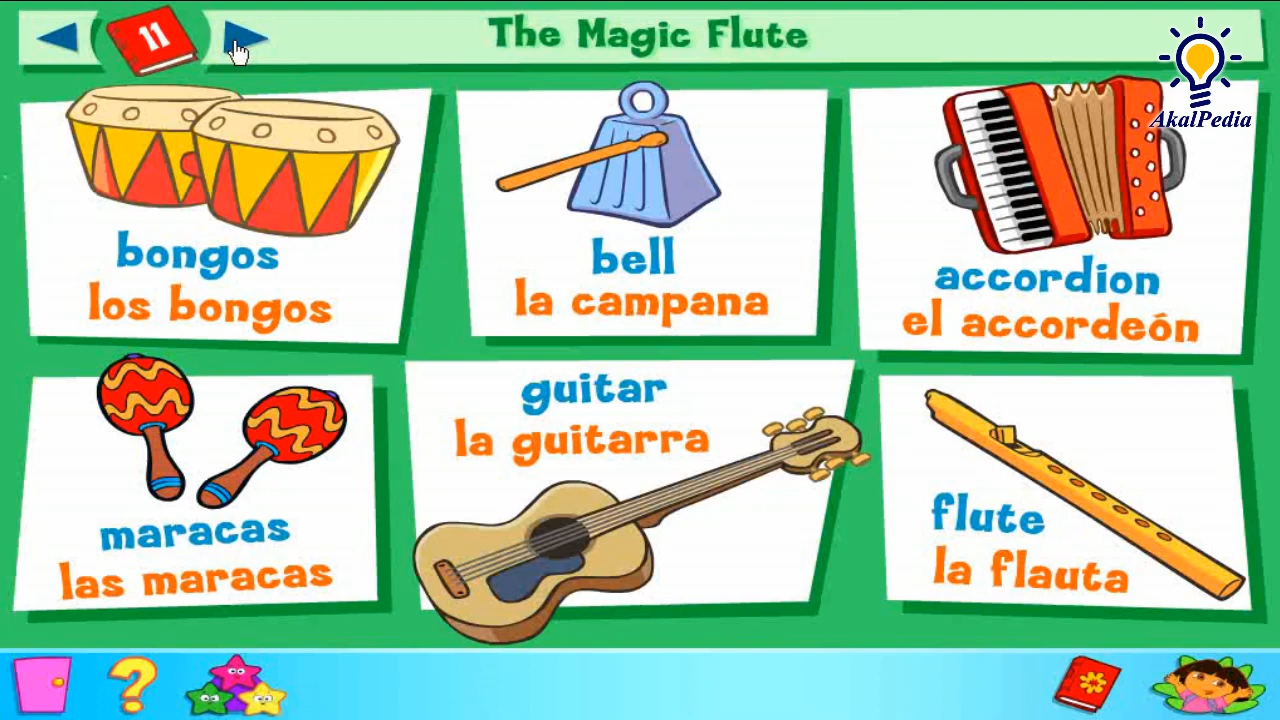 11
The Magic Flute
AkalPedia
bongos
los bongos
bell
la campana
accordion
el accordeón
maracas
las maracas
guitar
la guitarra
flute
la flauta
?